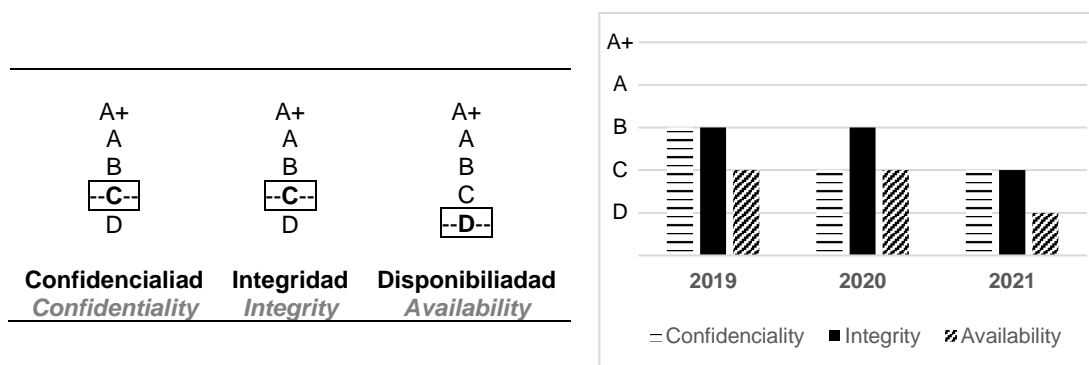 A+ A+ A+
A A A
B B B
--C-- --C-- C
D D --D--
Confidencialiad Integridad Disponibiliadad
Confidentiality Integrity Availability
A+
A
B
C
D
2019 2020 2021
Confidenciality Integrity Availability